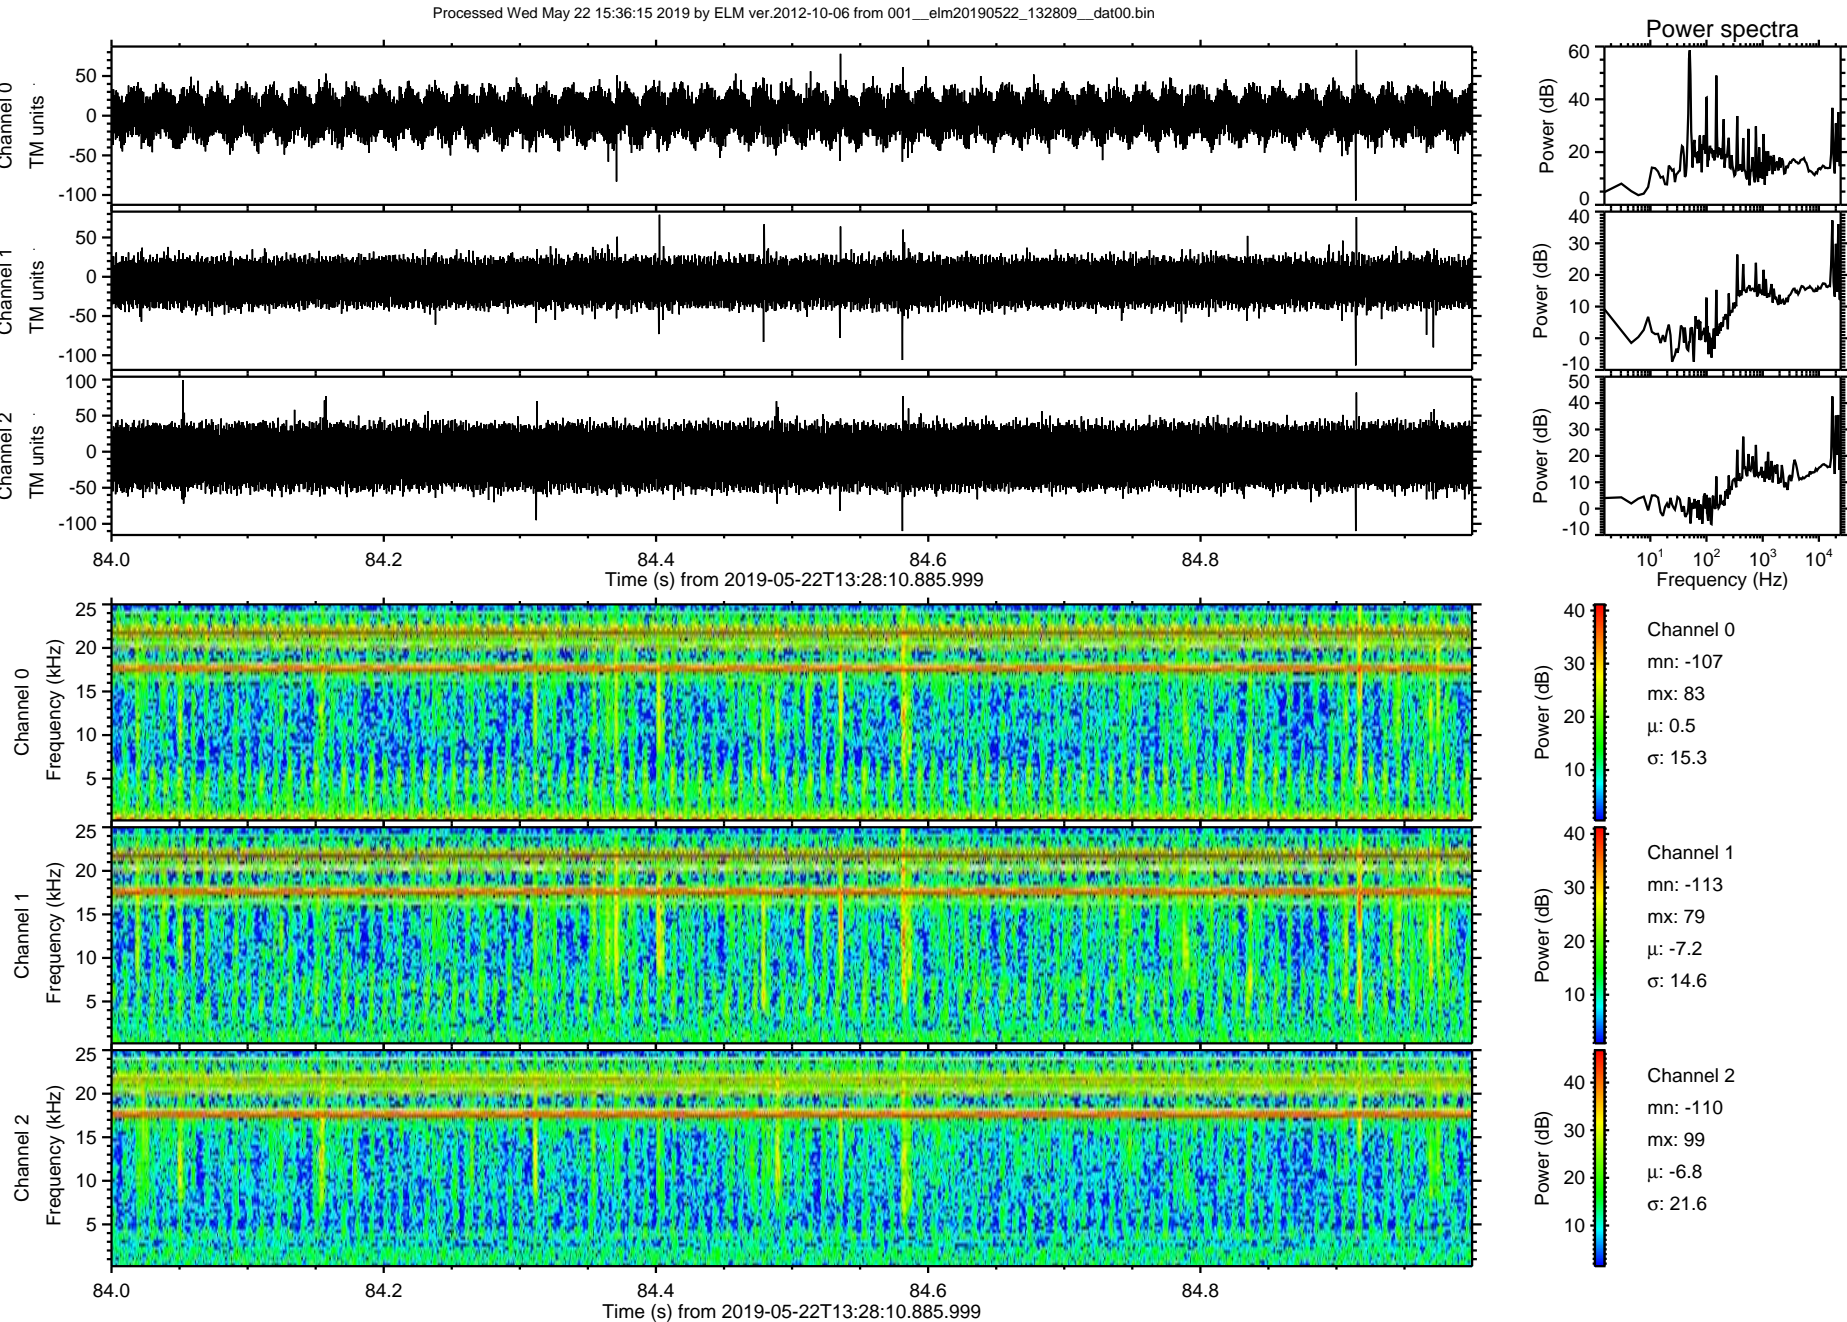 Processed Wed May 22 15:36:15 2019 by ELM ver.2012-10-06 from 001__elm20190522_132809__dat00.bin
Power spectra
Channel 0
TM units
50
0
-50
-100
Power (dB)
60
40
20
0
Channel 1
TM units
50
0
-50
-100
Power (dB)
40
30
20
10
0
-10
Channel 2
TM units
100
50
0
-50
-100
Power (dB)
50
40
30
20
10
0
-10
84.0 84.2 84.4 84.6 84.8
Time (s) from 2019-05-22T13:28:10.885.999
10^1 10^2 10^3 10^4
Frequency (Hz)
Channel 0
Frequency (kHz)
25
20
15
10
5
Power (dB)
40
30
20
10
Channel 0
mn: -107
mx: 83
μ: 0.5
σ: 15.3
Channel 1
Frequency (kHz)
25
20
15
10
5
Power (dB)
40
30
20
10
Channel 1
mn: -113
mx: 79
μ: -7.2
σ: 14.6
Channel 2
Frequency (kHz)
25
20
15
10
5
Power (dB)
40
30
20
10
Channel 2
mn: -110
mx: 99
μ: -6.8
σ: 21.6
84.0 84.2 84.4 84.6 84.8
Time (s) from 2019-05-22T13:28:10.885.999